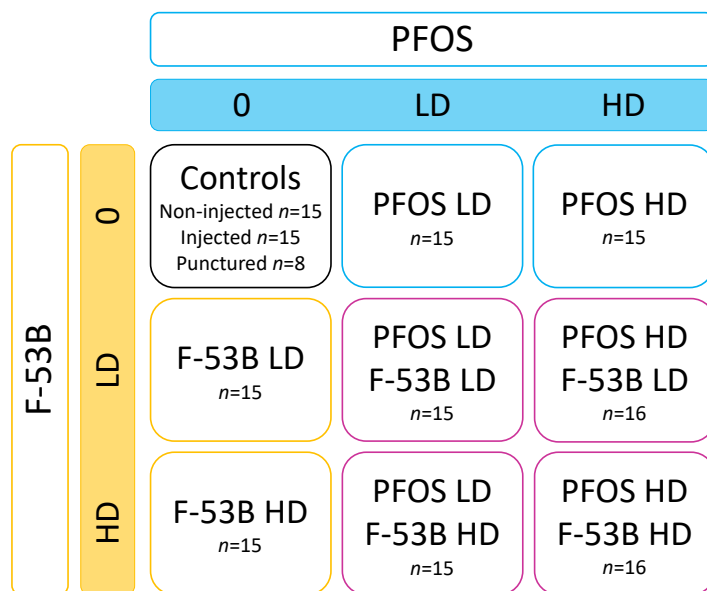 PFOS
0
LD
HD
F-53B
0
LD
HD
Controls
Non-injected n=15
Injected n=15
Punctured n=8
PFOS LD
n=15
PFOS HD
n=15
F-53B LD
n=15
PFOS LD
F-53B LD
n=15
PFOS HD
F-53B LD
n=16
F-53B HD
n=15
PFOS LD
F-53B HD
n=15
PFOS HD
F-53B HD
n=16